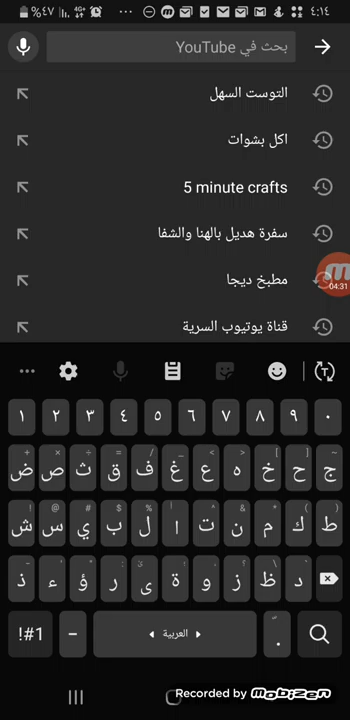 ٪٤٧ 4G+ ٤:١٤
بحث في YouTube
التوست السهل
اكل بشوات
5 minute crafts
سفرة هديل بالهنا والشفا
مطبخ ديجا
04:31
قناة يوتيوب السرية
١ ٢ ٣ ٤ ٥ ٦ ٧ ٨ ٩ ٠
ض ص ث ق ف غ ع ه خ ح ج
ش س ي ب ل ا ت ن م ك ط
ذ ء ؤ ر ى ة و ز ظ د
!#1 - العربية .
Recorded by mobizen